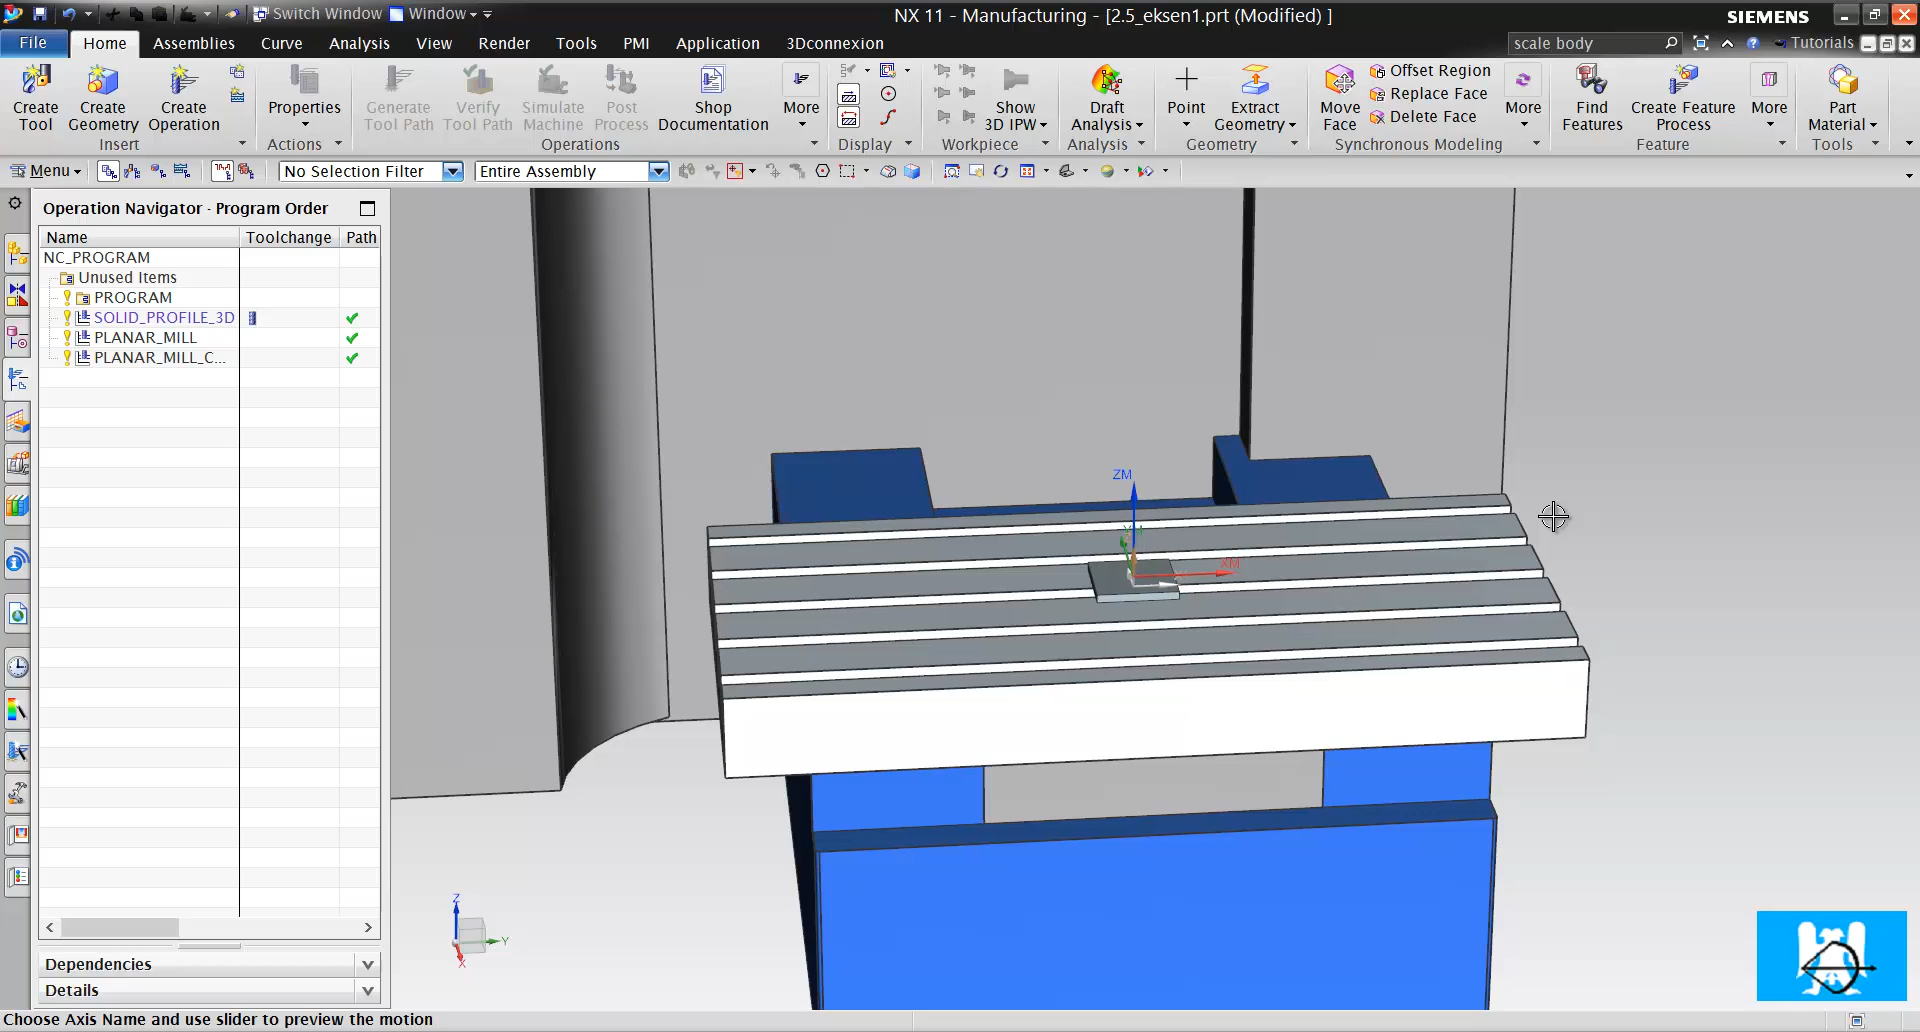 Switch Window Window NX 11 - Manufacturing - [2.5_eksen1.prt (Modified) ] SIEMENS
File Home Assemblies Curve Analysis View Render Tools PMI Application 3Dconnexion scale body Tutorials
Create Tool
Create Geometry
Create Operation
Insert
Properties
Actions
Generate Tool Path
Verify Tool Path
Simulate Machine
Post Process
Shop Documentation
More
Operations
Display
Show 3D IPW
Workpiece
Draft Analysis
Analysis
Point
Extract Geometry
Geometry
Move Face
Offset Region
Replace Face
Delete Face
More
Synchronous Modeling
Find Features
Create Feature Process
More
Feature
Part Material
Tools
Menu No Selection Filter Entire Assembly
Operation Navigator - Program Order
Name Toolchange Path
NC_PROGRAM
Unused Items
PROGRAM
SOLID_PROFILE_3D
PLANAR_MILL
PLANAR_MILL_C...
Dependencies
Details
ZM
XM
Z
Y
X
Choose Axis Name and use slider to preview the motion